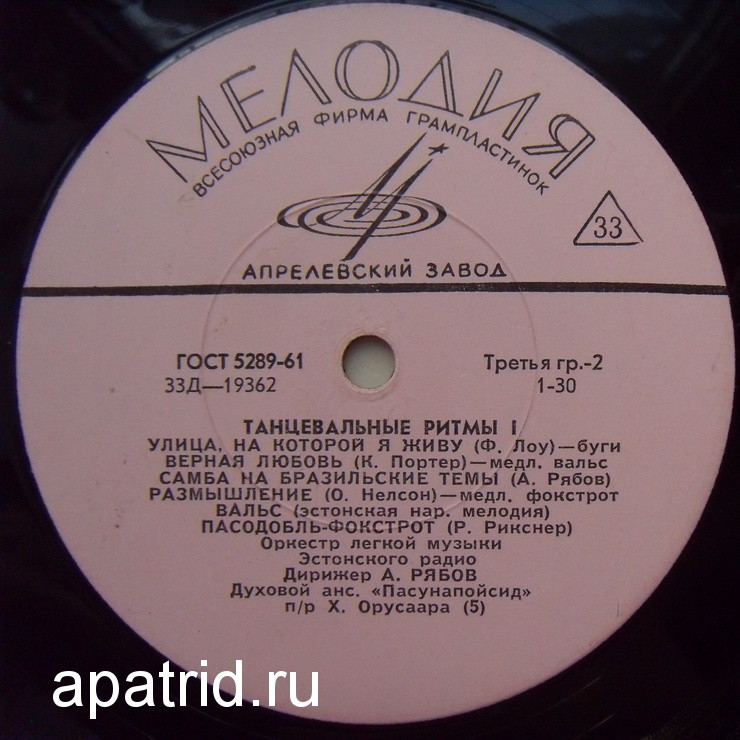 МЕЛОДИЯ
ВСЕСОЮЗНАЯ ФИРМА ГРАМПЛАСТИНОК
33
АПРЕЛЕВСКИЙ ЗАВОД
ГОСТ 5289-61
Третья гр.-2
33Д—19362
1-30
ТАНЦЕВАЛЬНЫЕ РИТМЫ I
УЛИЦА, НА КОТОРОЙ Я ЖИВУ (Ф. Лоу)—буги
ВЕРНАЯ ЛЮБОВЬ (К. Портер)—медл. вальс
САМБА НА БРАЗИЛЬСКИЕ ТЕМЫ (А. Рябов)
РАЗМЫШЛЕНИЕ (О. Нелсон)—медл. фокстрот
ВАЛЬС (эстонская нар. мелодия)
ПАСОДОБЛЬ-ФОКСТРОТ (Р. Рикснер)
Оркестр легкой музыки
Эстонского радио
Дирижер А. РЯБОВ
Духовой анс. «Пасунапойсид»
п/р Х. Орусаара (5)
apatrid.ru